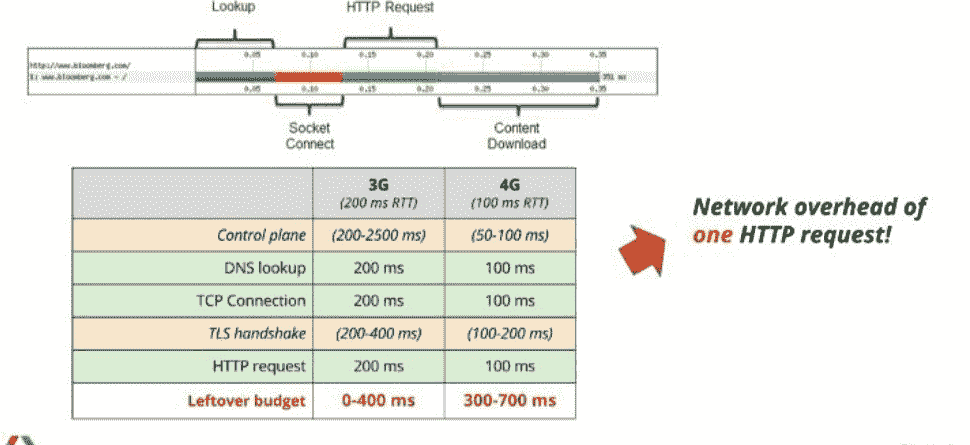 Lookup HTTP Request
0.05 0.10 0.15 0.20 0.25 0.30 0.35
http://www.bloomberg.com/
1: www.bloomberg.com - / 351 ms
0.05 0.10 0.15 0.20 0.25 0.30 0.35
Socket
Connect
Content
Download
3G 4G
(200 ms RTT) (100 ms RTT)
Control plane (200-2500 ms) (50-100 ms)
DNS lookup 200 ms 100 ms
TCP Connection 200 ms 100 ms
TLS handshake (200-400 ms) (100-200 ms)
HTTP request 200 ms 100 ms
Leftover budget 0-400 ms 300-700 ms
Network overhead of
one HTTP request!